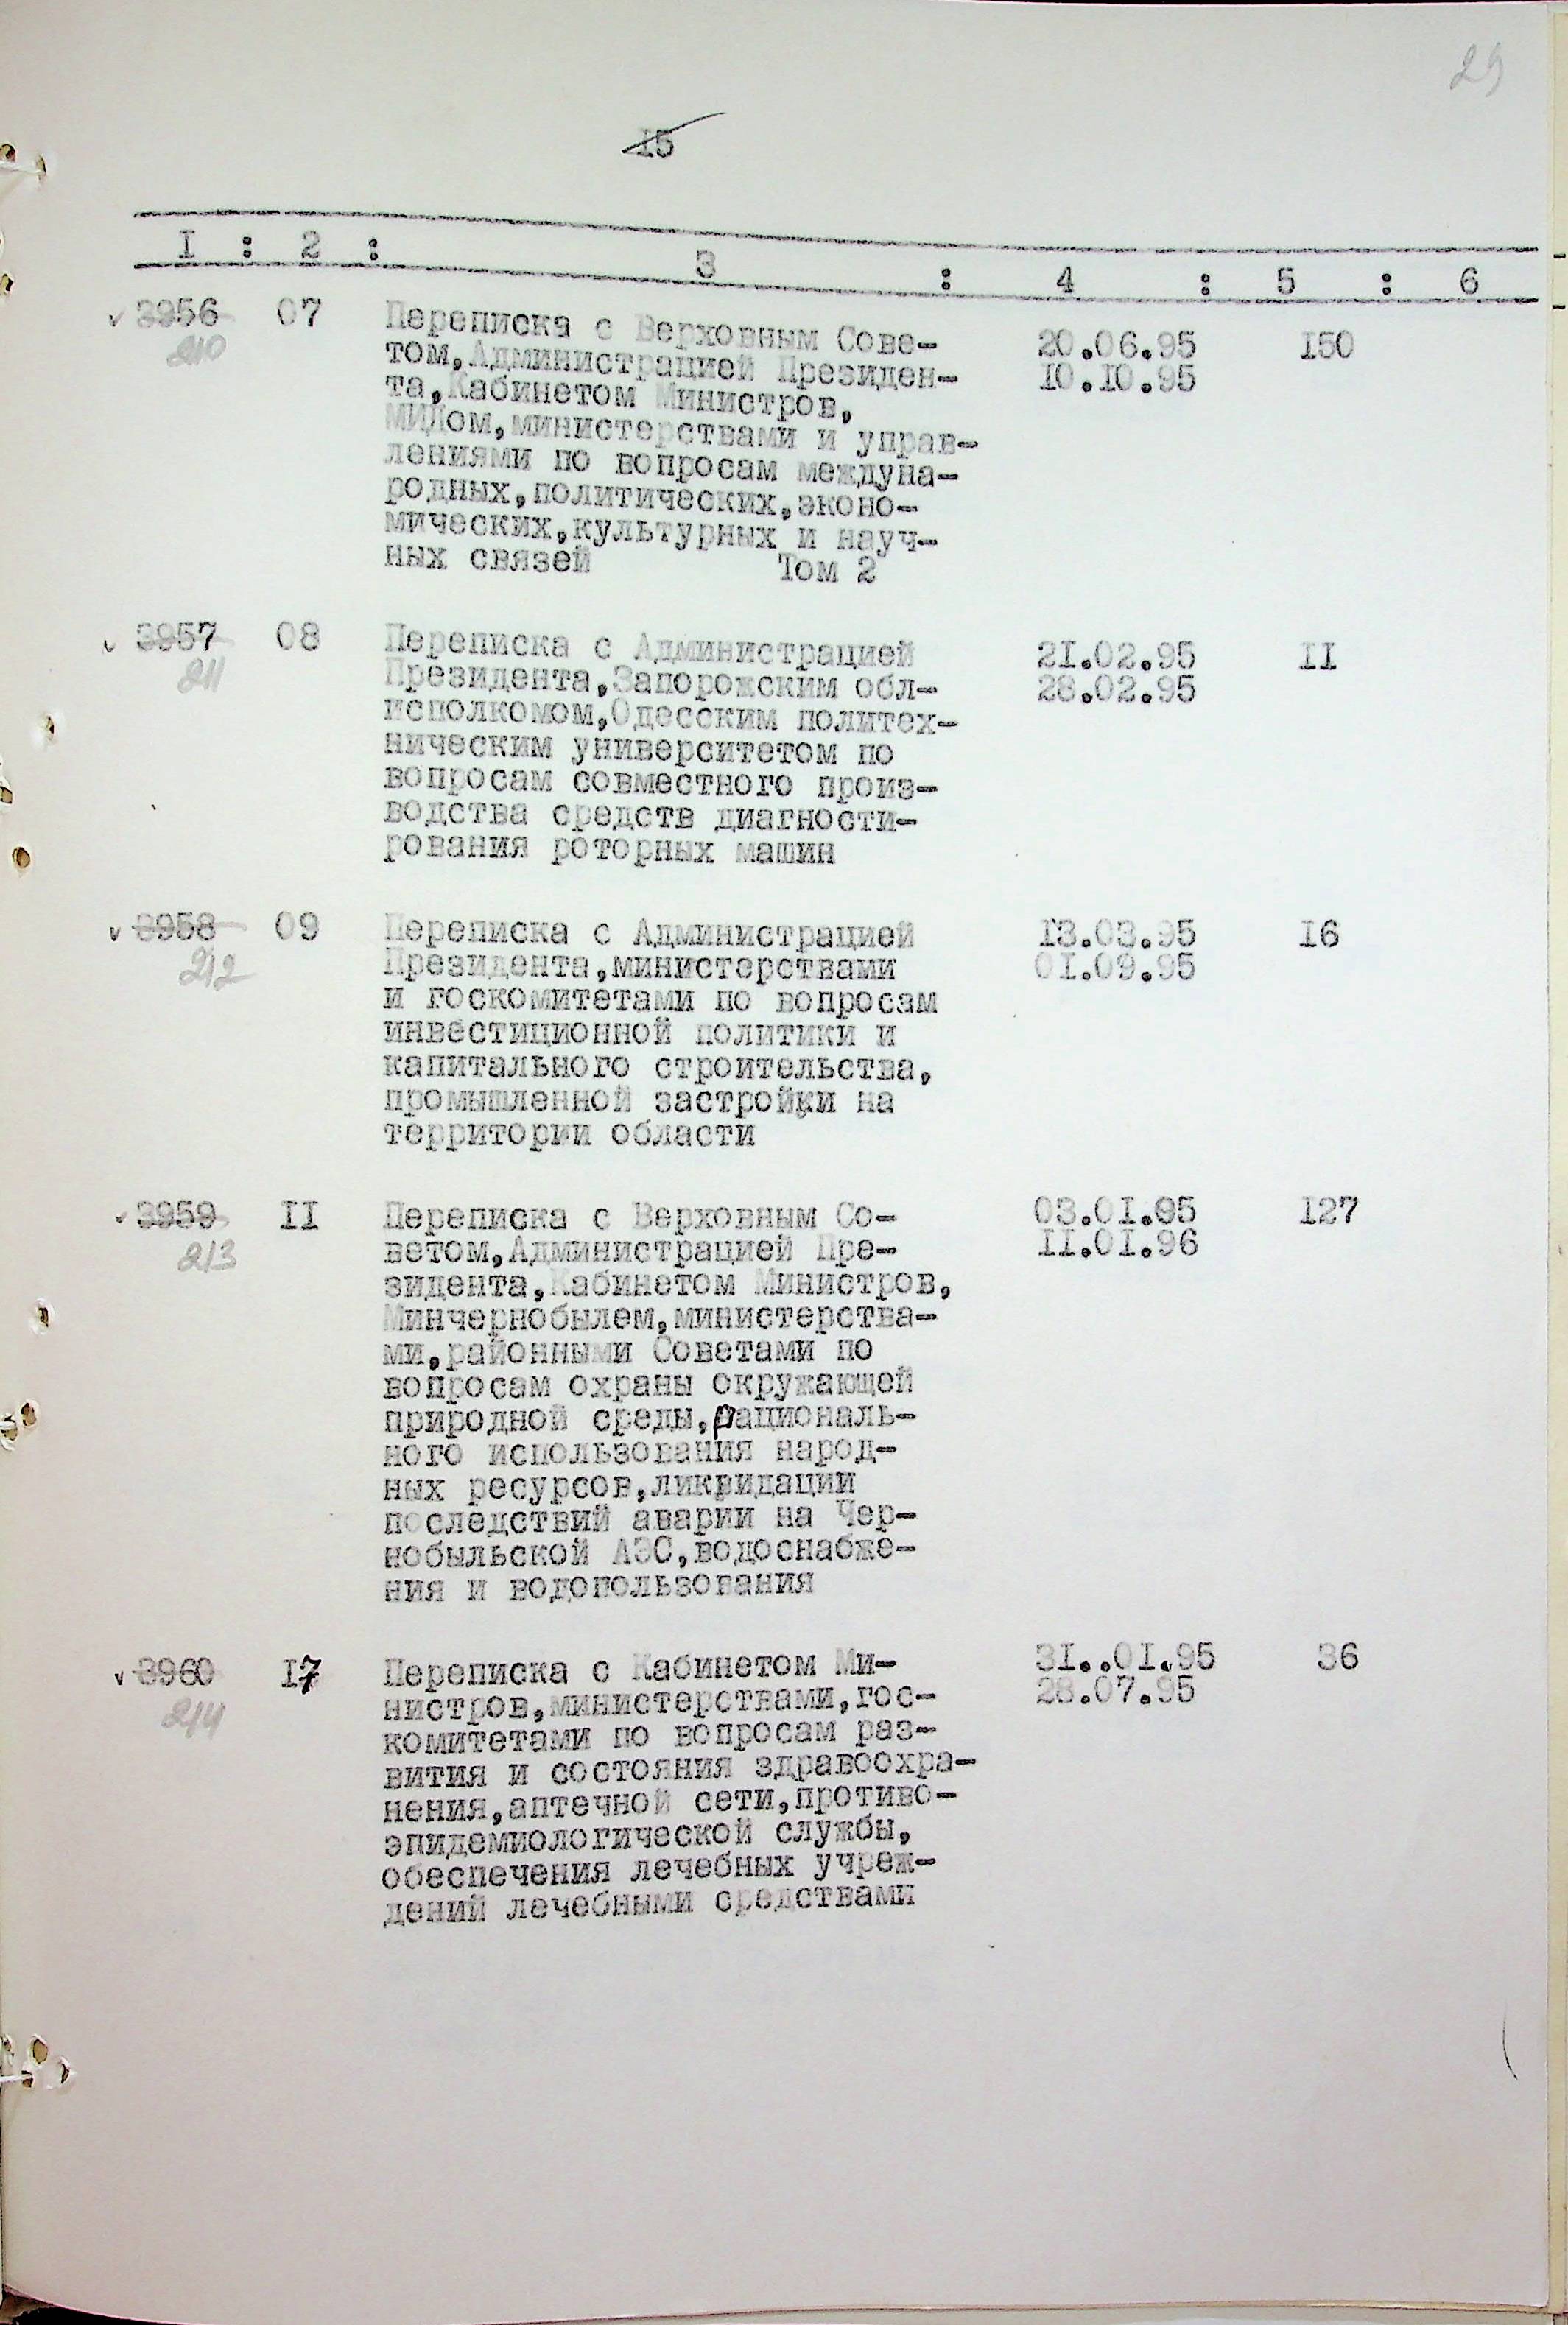 29
15
I : 2 : 3 : 4 : 5 : 6
3956 07 Переписка с Верховным Сове- 20.06.95 150
210 том,Администрацией Президен- 10.10.95
та,Кабинетом Министров,
МИДом,министерствами и управ-
лениями по вопросам междуна-
родных,политических,эконо-
мических,культурных и науч-
ных связей Том 2
3957 08 Переписка с Администрацией 21.02.95 II
211 Президента,Запорожским обл- 28.02.95
исполкомом,Одесским политех-
ническим университетом по
вопросам совместного произ-
водства средств диагности-
рования роторных машин
3958 09 Переписка с Администрацией 13.03.95 16
212 Президента,министерствами 01.09.95
и госкомитетами по вопросам
инвестиционной политики и
капитального строительства,
промышленной застройки на
территории области
3959 II Переписка с Верховным Со- 03.01.95 127
213 ветом,Администрацией Пре- II.01.96
зидента,Кабинетом Министров,
Минчернобылем,министерства-
ми,районными Советами по
вопросам охраны окружающей
природной среды,рациональ-
ного использования народ-
ных ресурсов,ликвидации
последствий аварии на Чер-
нобыльской АЭС,водоснабже-
ния и водопользования
3960 17 Переписка с Кабинетом Ми- 31..01.95 36
214 нистров,министерствами,гос- 28.07.95
комитетами по вопросам раз-
вития и состояния здравоохра-
нения,аптечной сети,противо-
эпидемиологической службы,
обеспечения лечебных учреж-
дений лечебными средствами